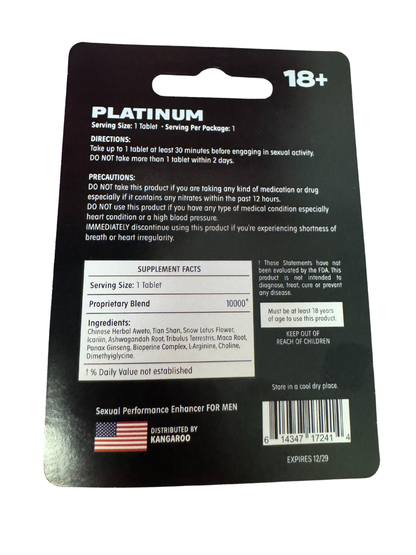 18+
PLATINUM
Serving Size: 1 Tablet • Serving Per Package: 1
DIRECTIONS:
Take up to 1 tablet at least 30 minutes before engaging in sexual activity.
DO NOT take more than 1 tablet within 2 days.
PRECAUTIONS:
DO NOT take this product if you are taking any kind of medication or drug
especially if it contains any nitrates within the past 12 hours.
DO NOT use this product if you have any type of medical condition especially
heart condition or a high blood pressure.
IMMEDIATELY discontinue using this product if you're experiencing shortness of
breath or heart irregularity.
SUPPLEMENT FACTS
Serving Size: 1 Tablet
Proprietary Blend 10000*
Ingredients:
Chinese Herbal Aweto, Tian Shan, Snow Lotus Flower,
Icariin, Ashwagandah Root, Tribulus Terrestris, Maca Root,
Panax Ginseng, Bioperine Complex, L-Arginine, Choline,
Dimethylglycine.
† % Daily Value not established
† These Statements have not
been evaluated by the FDA. This
product is not intended to
diagnose, treat, cure or prevent
any disease.
Must be at least 18 years
of age to use this product.
KEEP OUT OF
REACH OF CHILDREN
Store in a cool dry place.
Sexual Performance Enhancer FOR MEN
DISTRIBUTED BY
KANGAROO
6 14347 17241 4
EXPIRES 12/29